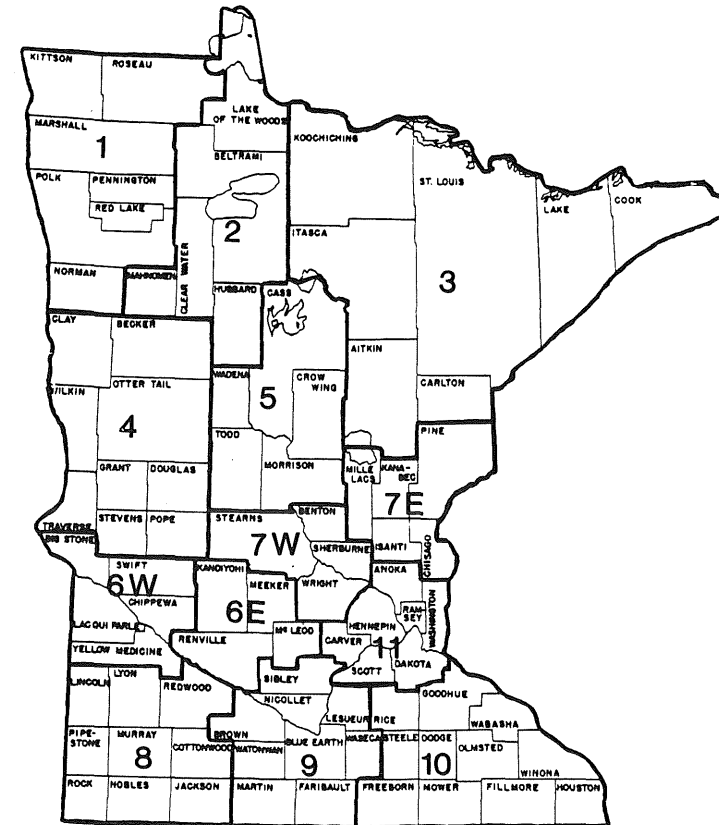 KITTSON
ROSEAU
LAKE
OF THE WOODS
KOOCHICHING
MARSHALL
1
BELTRAMI
ST. LOUIS
POLK
PENNINGTON
RED LAKE
LAKE
COOK
2
ITASCA
NORMAN
MAHNOMEN
CLEAR WATER
HUBBARD
CASS
3
CLAY
BECKER
AITKIN
WADENA
CROW
WING
CARLTON
WILKIN
OTTER TAIL
5
4
TODD
PINE
GRANT
DOUGLAS
MORRISON
MILLE
LACS
KANA-
BEC
7E
TRAVERSE
STEVENS
POPE
STEARNS
BENTON
BIG STONE
7W
SHERBURNE
ISANTI
CHISAGO
SWIFT
6W
KANDIYOHI
MEEKER
WRIGHT
ANOKA
CHIPPEWA
6E
HENNEPIN
RAM-
SEY
WASHINGTON
LACQUI PARLE
RENVILLE
Mc LEOD
CARVER
11
YELLOW MEDICINE
SCOTT
DAKOTA
SIBLEY
LINCOLN
LYON
REDWOOD
NICOLLET
GOODHUE
LESUEUR
RICE
WABASHA
PIPE-
STONE
MURRAY
COTTONWOOD
BROWN
WATONWAN
BLUE EARTH
WASECA
STEELE
DODGE
OLMSTED
8
9
10
WINONA
ROCK
NOBLES
JACKSON
MARTIN
FARIBAULT
FREEBORN
MOWER
FILLMORE
HOUSTON